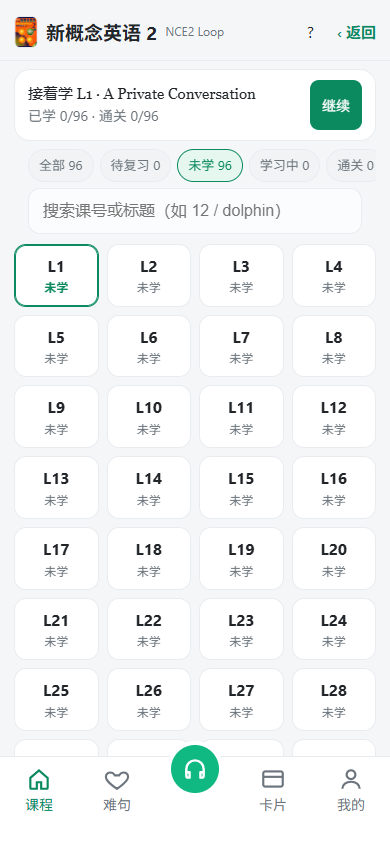 新概念英语 2 NCE2 Loop ? ‹ 返回
接着学 L1 · A Private Conversation
已学 0/96 · 通关 0/96
继续
全部 96 待复习 0 未学 96 学习中 0 通关 0
搜索课号或标题（如 12 / dolphin）
L1 L2 L3 L4
未学 未学 未学 未学
L5 L6 L7 L8
未学 未学 未学 未学
L9 L10 L11 L12
未学 未学 未学 未学
L13 L14 L15 L16
未学 未学 未学 未学
L17 L18 L19 L20
未学 未学 未学 未学
L21 L22 L23 L24
未学 未学 未学 未学
L25 L26 L27 L28
未学 未学 未学 未学
课程 难句 卡片 我的